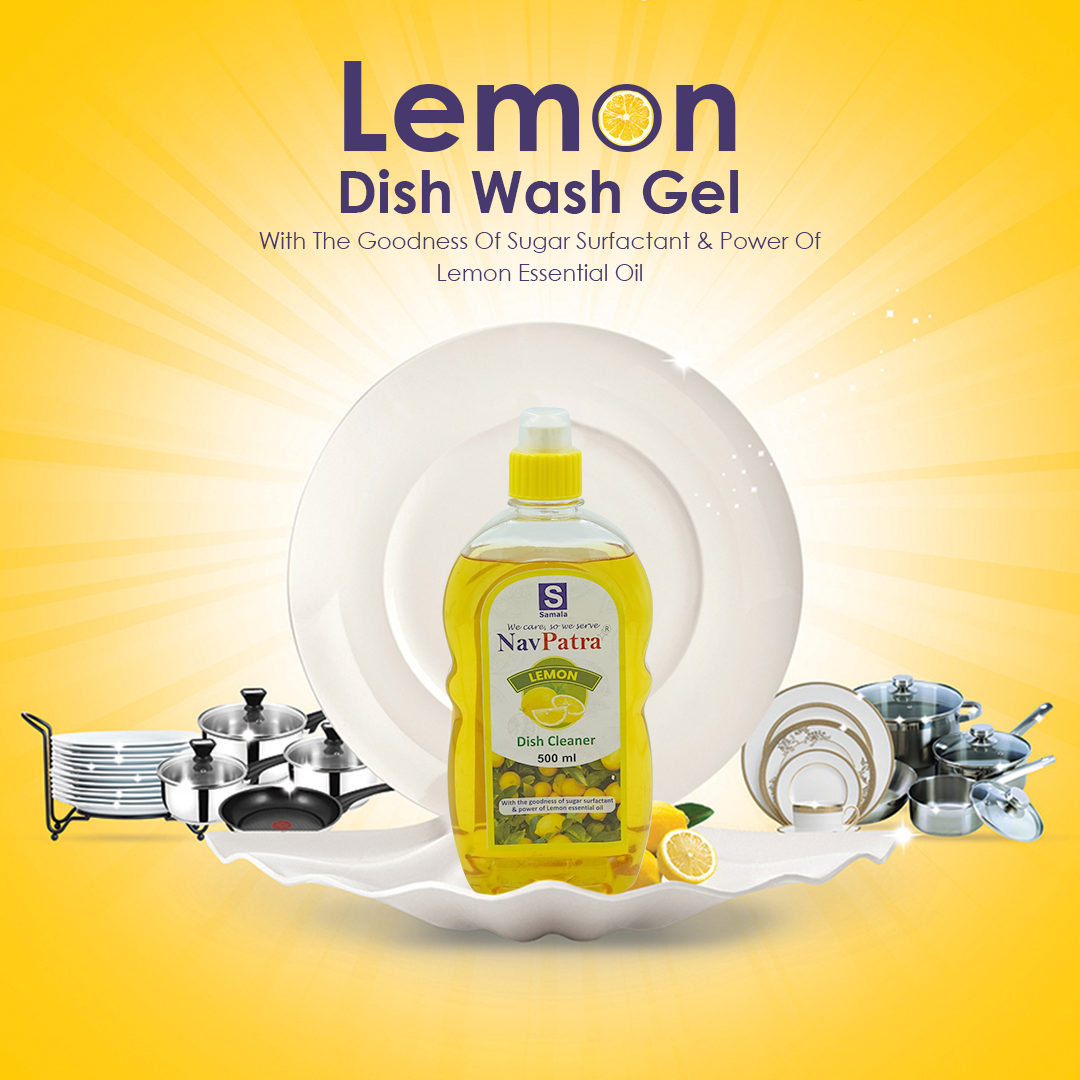 Lemon
Dish Wash Gel
With The Goodness Of Sugar Surfactant & Power Of
Lemon Essential Oil
S
Samala
We care, so we serve
NavPatra®
LEMON
Dish Cleaner
500 ml
With the goodness of sugar surfactant
& power of Lemon essential oil